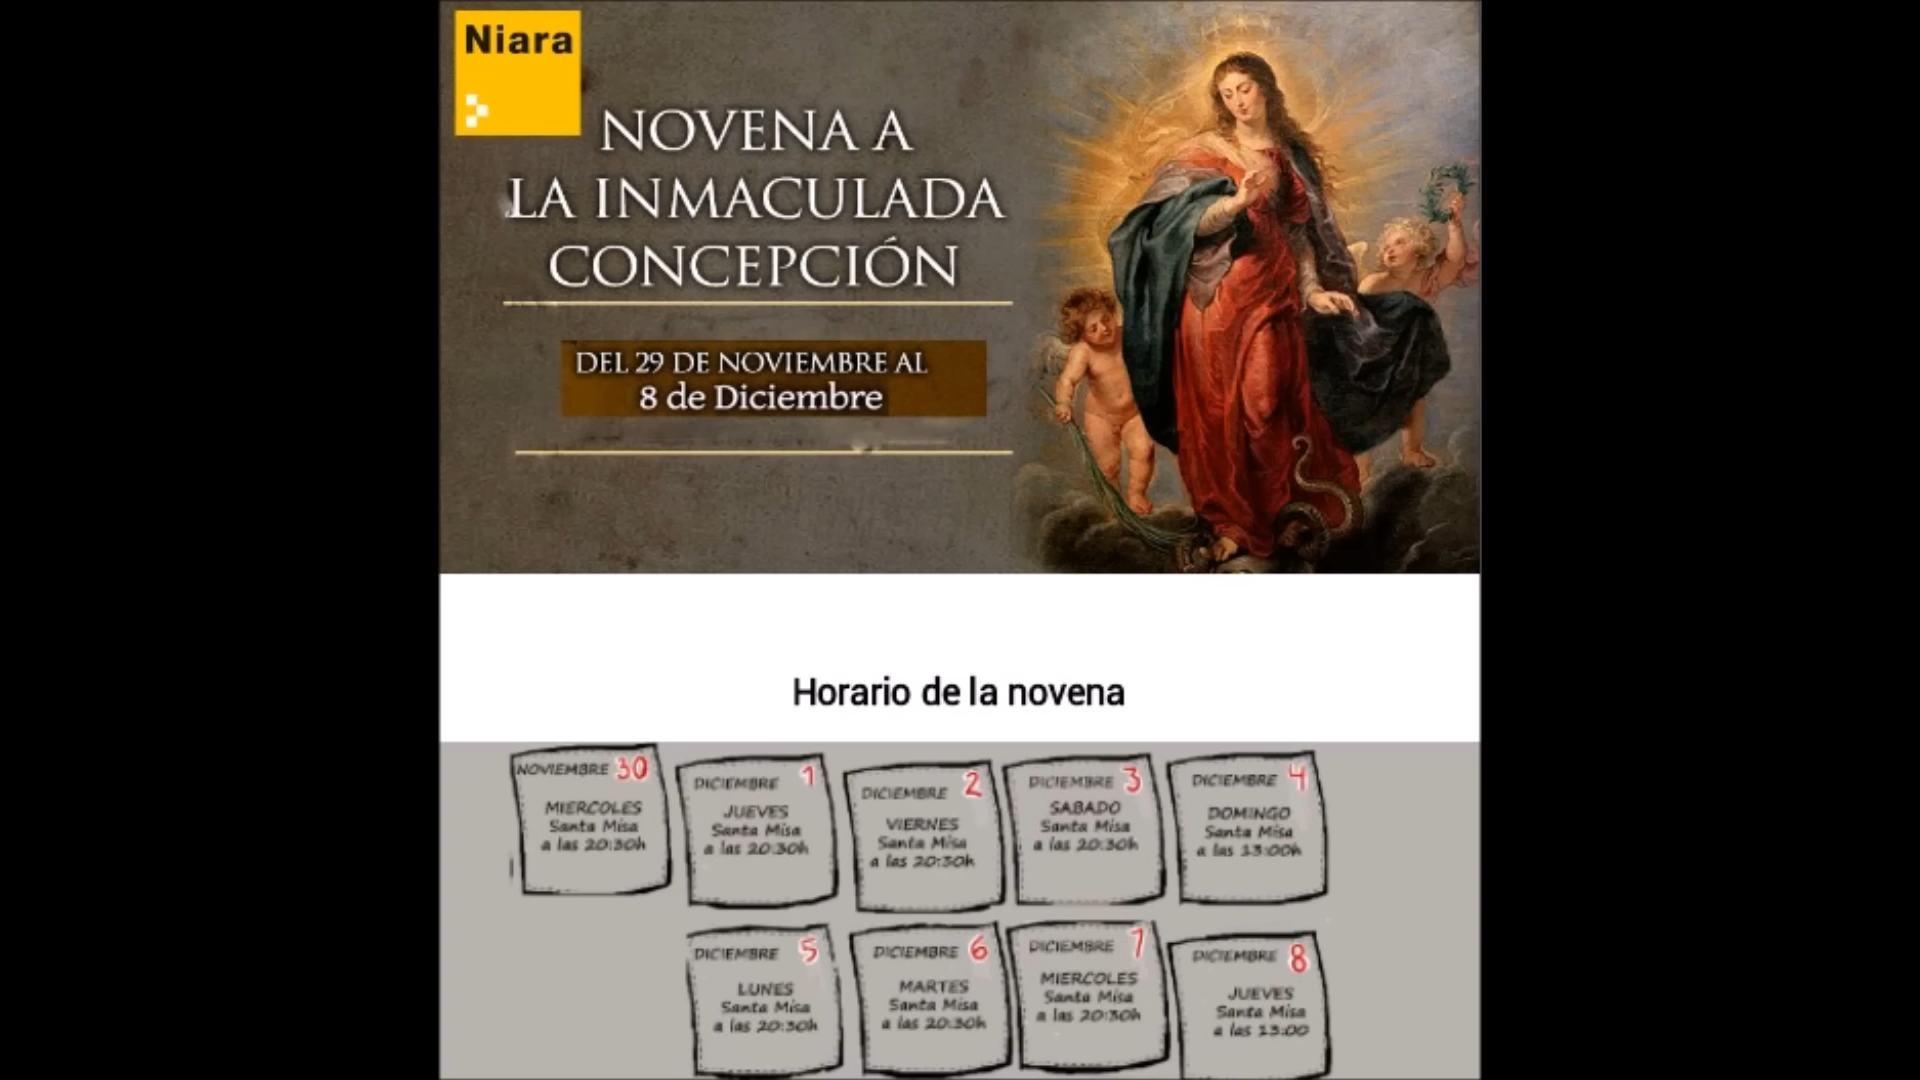 Niara
NOVENA A
LA INMACULADA
CONCEPCIÓN
DEL 29 DE NOVIEMBRE AL
8 de Diciembre
Horario de la novena
NOVIEMBRE 30
MIERCOLES
Santa Misa
a las 20:30h
DICIEMBRE 1
JUEVES
Santa Misa
a las 20:30h
DICIEMBRE 2
VIERNES
Santa Misa
a las 20:30h
DICIEMBRE 3
SABADO
Santa Misa
a las 20:30h
DICIEMBRE 4
DOMINGO
Santa Misa
a las 13:00h
DICIEMBRE 5
LUNES
Santa Misa
a las 20:30h
DICIEMBRE 6
MARTES
Santa Misa
a las 20:30h
DICIEMBRE 7
MIERCOLES
Santa Misa
a las 20:30h
DICIEMBRE 8
JUEVES
Santa Misa
a las 13:00